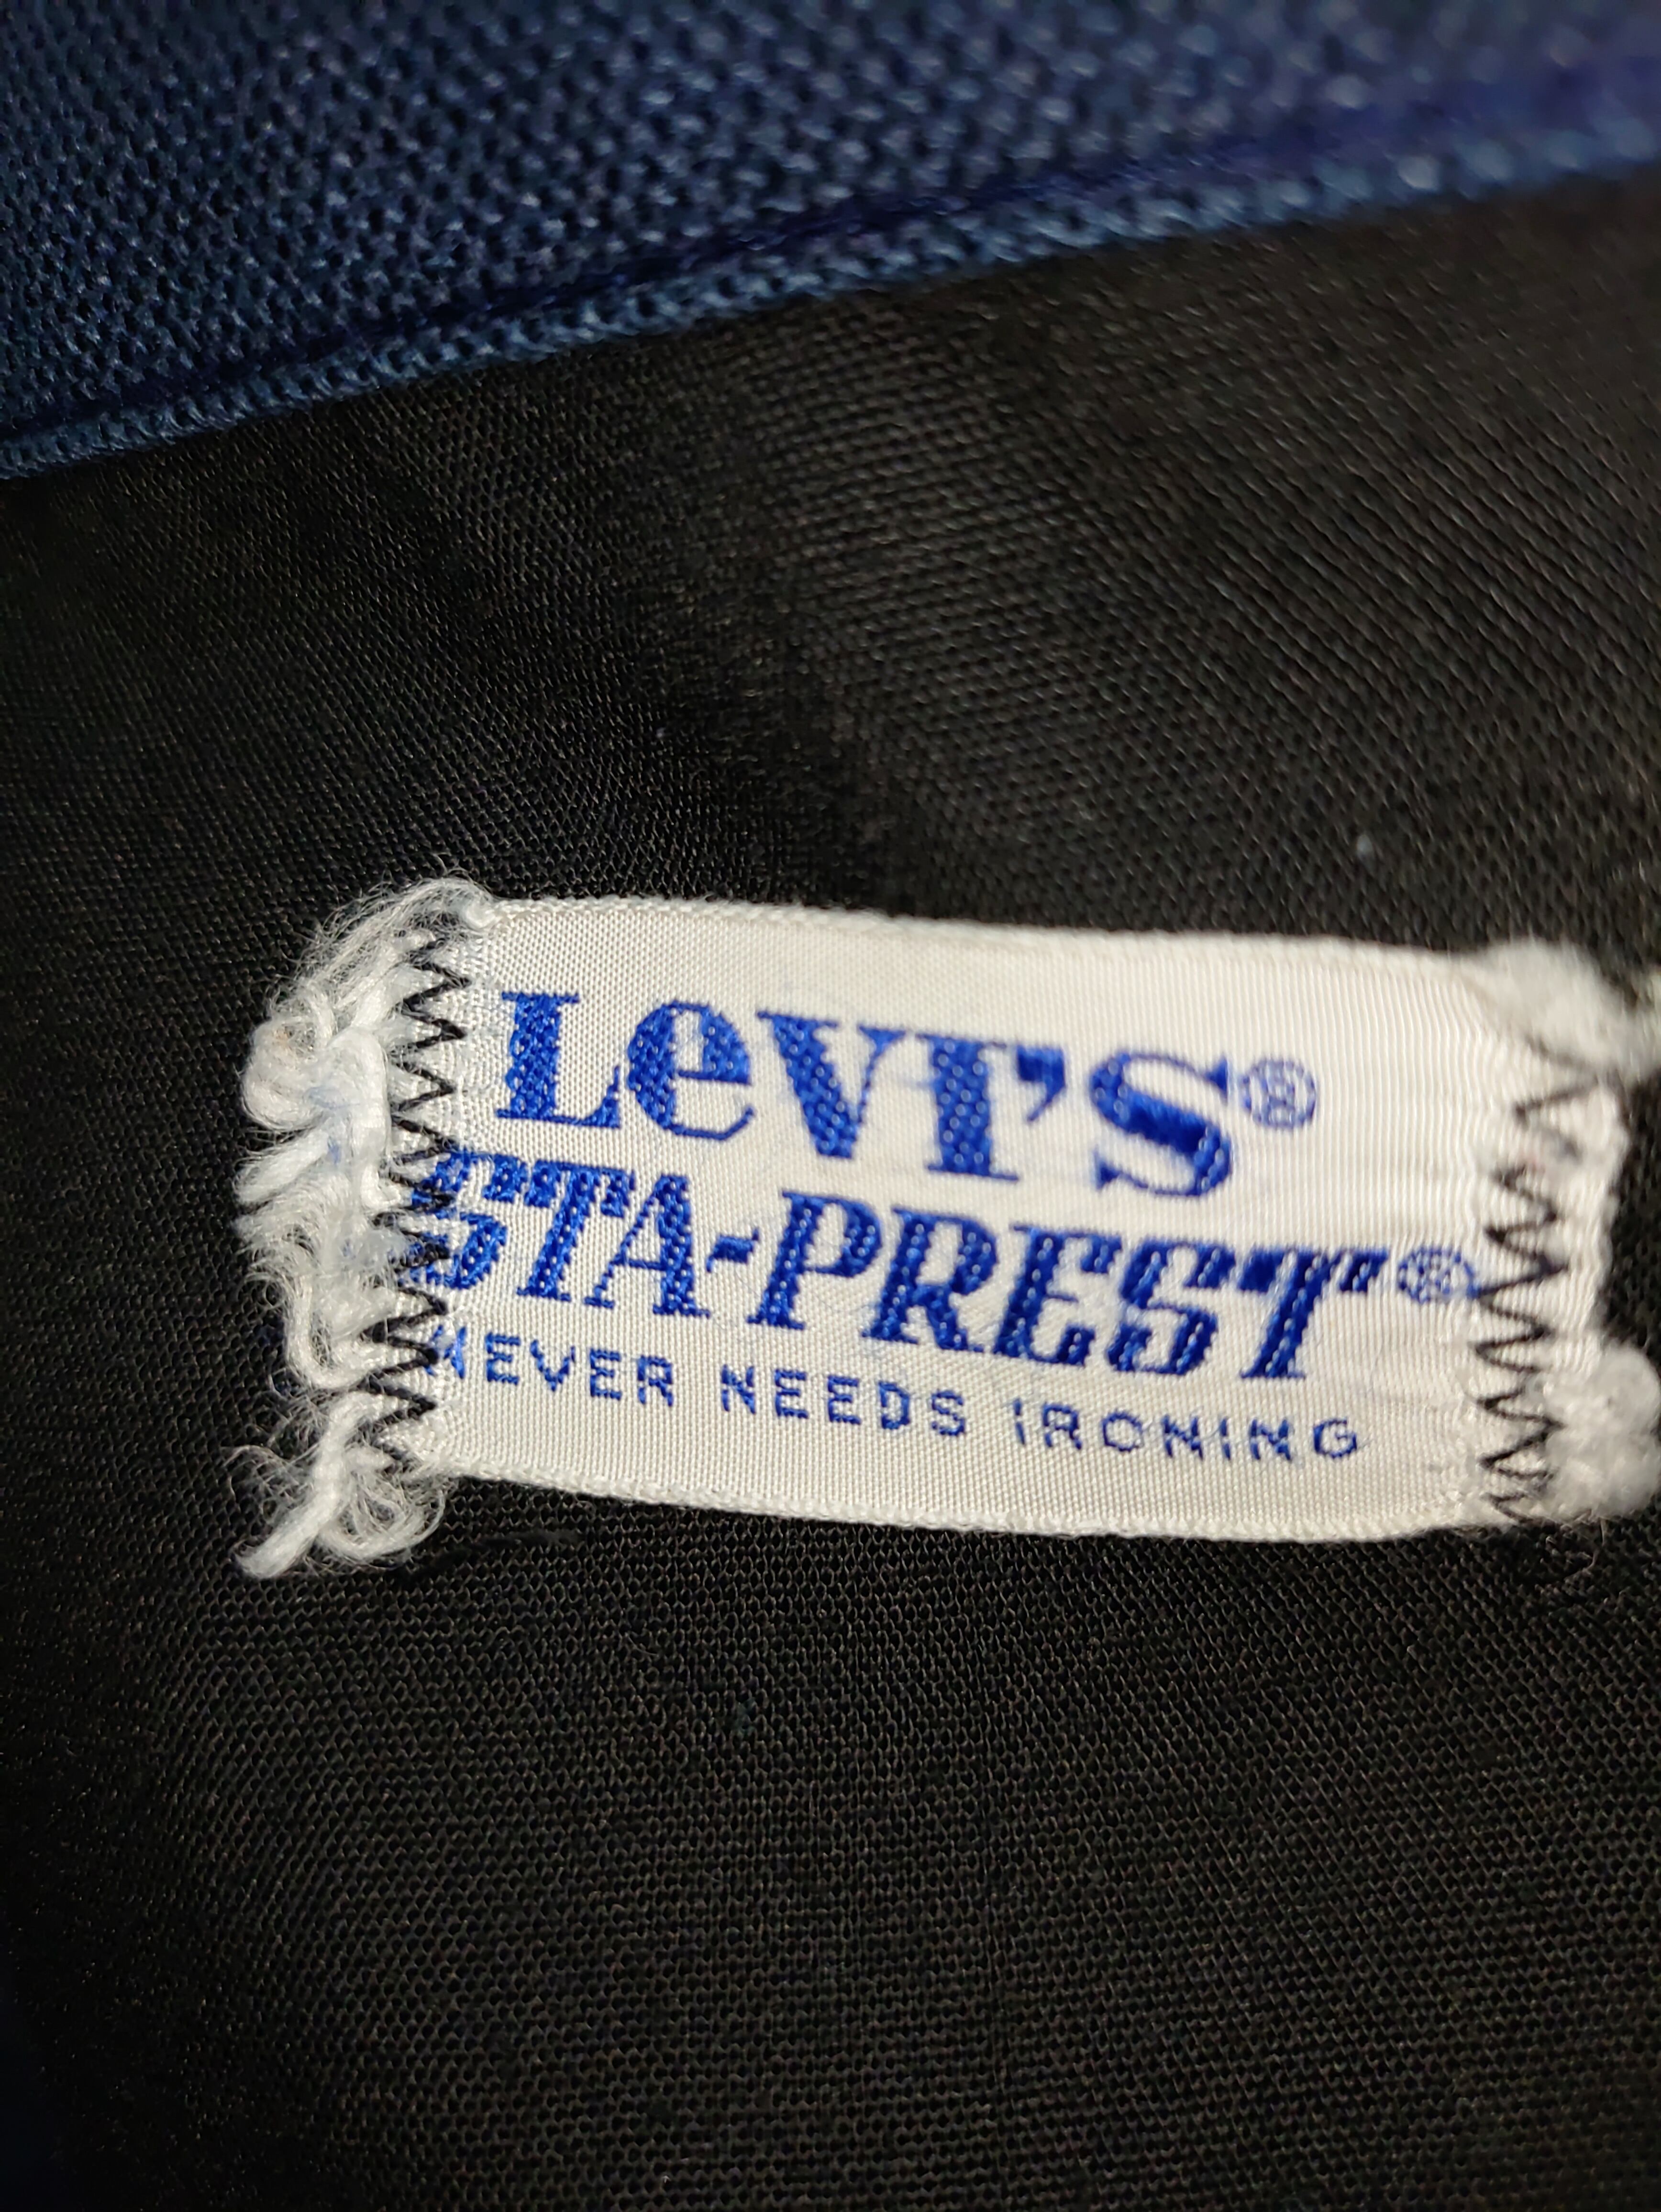 LeVI'S®
STA-PREST®
NEVER NEEDS IRONING